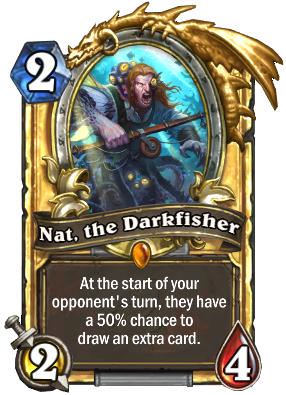 2
Nat, the Darkfisher
At the start of your
opponent's turn, they have
a 50% chance to
draw an extra card.
2
4